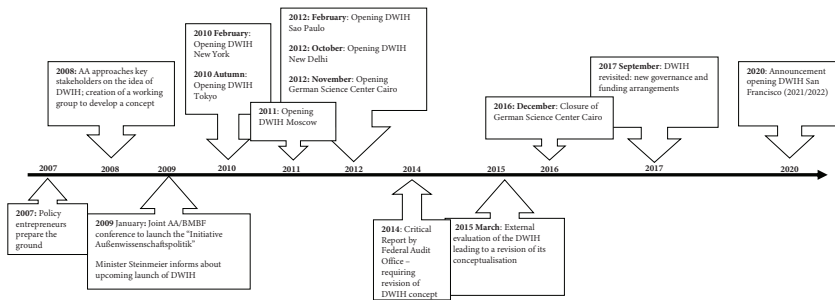 2008: AA approaches key
stakeholders on the idea of
DWIH; creation of a working
group to develop a concept
2010 February:
Opening DWIH
New York
2010 Autumn:
Opening DWIH
Tokyo
2011: Opening
DWIH Moscow
2012: February: Opening DWIH
Sao Paulo
2012: October: Opening DWIH
New Delhi
2012: November: Opening
German Science Center Cairo
2016: December: Closure of
German Science Center Cairo
2017 September: DWIH
revisited: new governance and
funding arrangements
2020: Announcement
opening DWIH San
Francisco (2021/2022)
2007
2008
2009
2010
2011
2012
2014
2015
2016
2017
2020
2007: Policy
entrepreneurs
prepare the
ground
2009 January: Joint AA/BMBF
conference to launch the “Initiative
Außenwissenschaftspolitik”
Minister Steinmeier informs about
upcoming launch of DWIH
2014: Critical
Report by
Federal Audit
Office –
requiring
revision of
DWIH concept
2015 March: External
evaluation of the DWIH
leading to a revision of its
conceptualisation